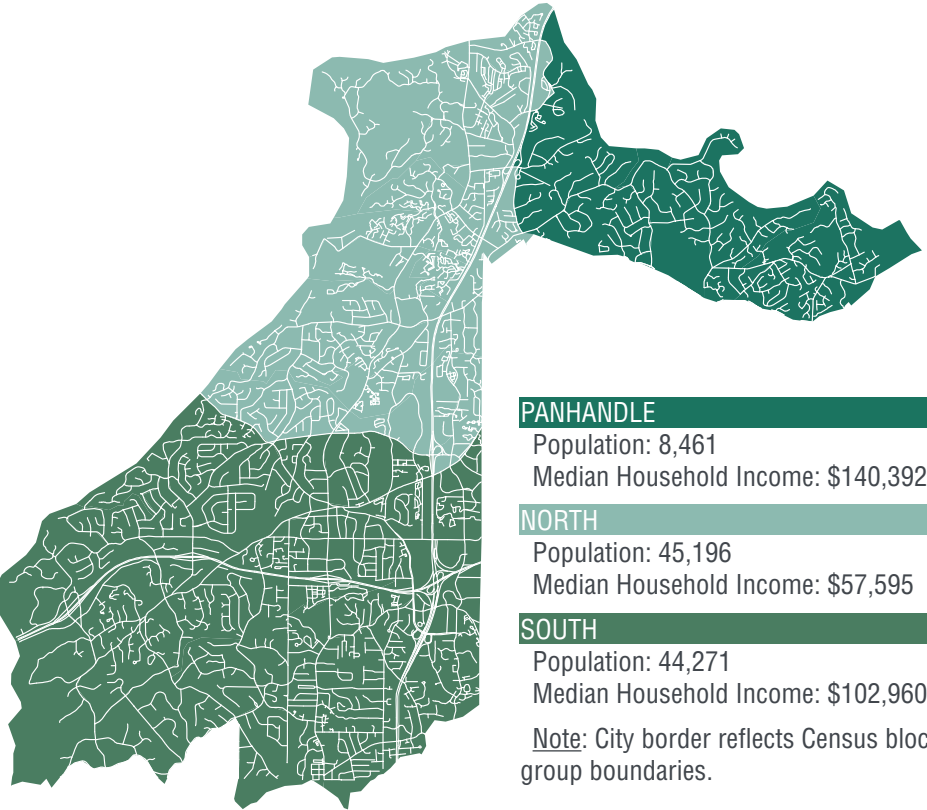 PANHANDLE
Population: 8,461
Median Household Income: $140,392
NORTH
Population: 45,196
Median Household Income: $57,595
SOUTH
Population: 44,271
Median Household Income: $102,960
Note: City border reflects Census bloc
group boundaries.